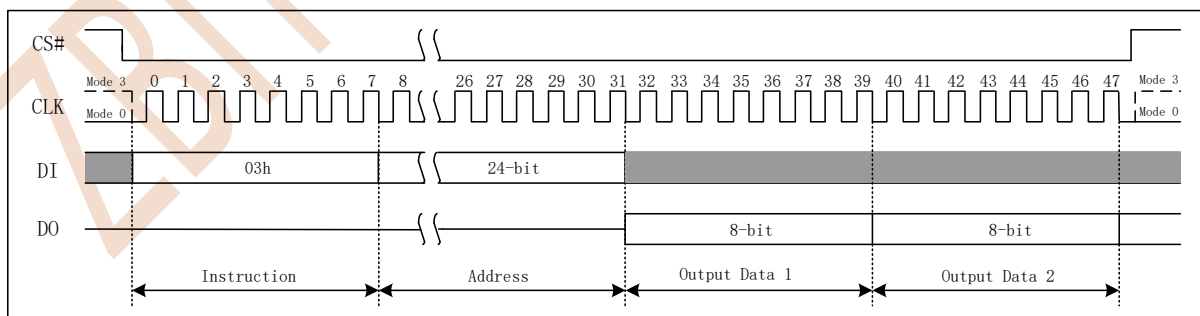 ZBIT
CS#
Mode 3 0 1 2 3 4 5 6 7 8 26 27 28 29 30 31 32 33 34 35 36 37 38 39 40 41 42 43 44 45 46 47 Mode 3
CLK
Mode 0 Mode 0
DI 03h 24-bit
DO 8-bit 8-bit
Instruction Address Output Data 1 Output Data 2